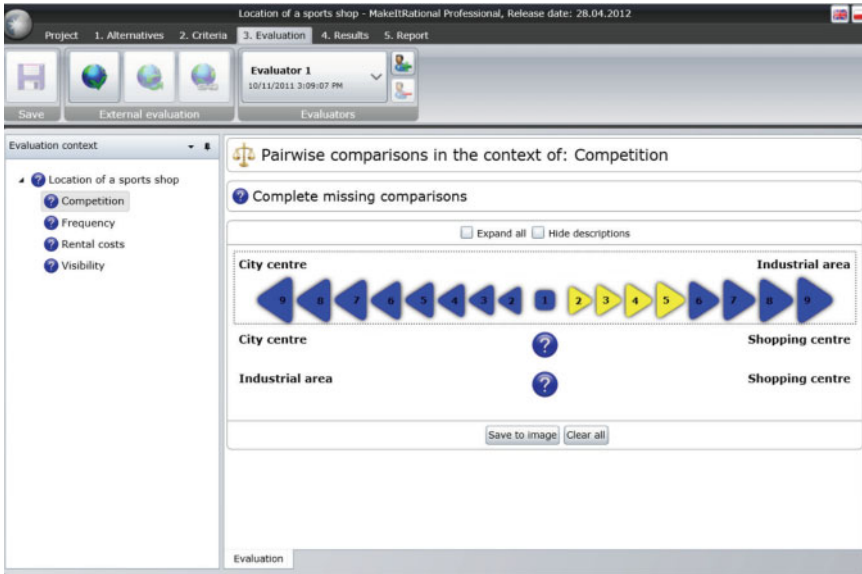 Location of a sports shop - MakeItRational Professional, Release date: 28.04.2012
Project 1. Alternatives 2. Criteria 3. Evaluation 4. Results 5. Report
Evaluator 1
10/11/2011 3:09:07 PM
Save External evaluation Evaluators
Evaluation context
Location of a sports shop
Competition
Frequency
Rental costs
Visibility
Pairwise comparisons in the context of: Competition
? Complete missing comparisons
Expand all Hide descriptions
City centre Industrial area
9 8 7 6 5 4 3 2 1 2 3 4 5 6 7 8 9
City centre ? Shopping centre
Industrial area ? Shopping centre
Save to image Clear all
Evaluation